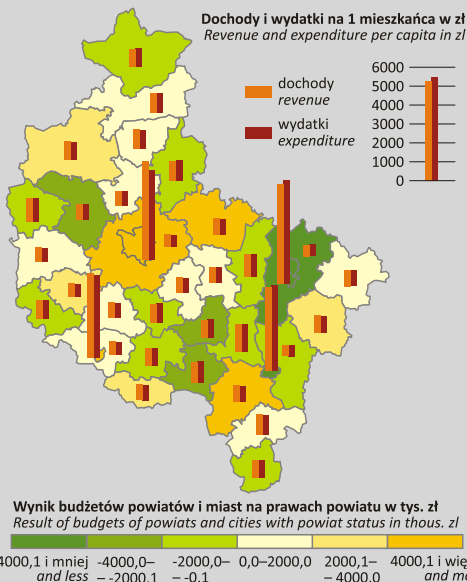 Dochody i wydatki na 1 mieszkańca w zł
Revenue and expenditure per capita in zl
dochody
revenue
wydatki
expenditure
6000
5000
4000
3000
2000
1000
0
Wynik budżetów powiatów i miast na prawach powiatu w tys. zł
Result of budgets of powiats and cities with powiat status in thous. zl
4000,1 i mniej
and less
-4000,0–
– -2000,1
-2000,0–
– -0,1
0,0–2000,0
2000,1–
– 4000,0
4000,1 i wię
and m